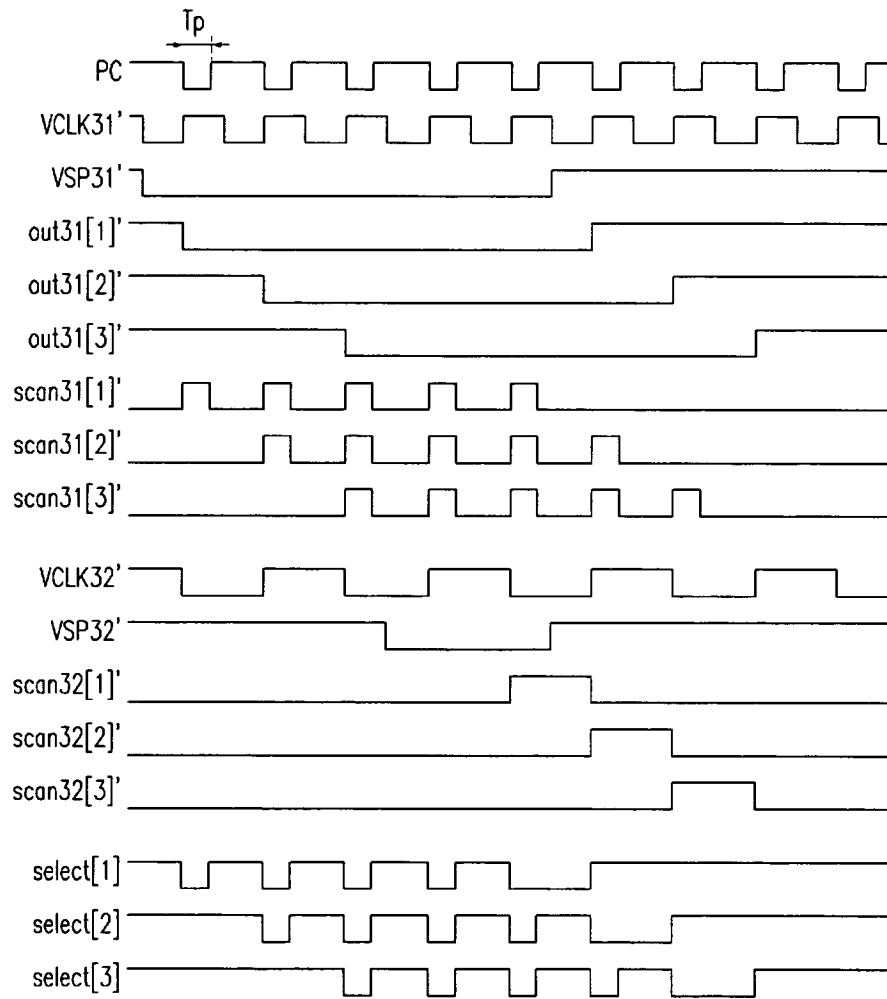 Tp
PC
VCLK31'
VSP31'
out31[1]'
out31[2]'
out31[3]'
scan31[1]'
scan31[2]'
scan31[3]'
VCLK32'
VSP32'
scan32[1]'
scan32[2]'
scan32[3]'
select[1]
select[2]
select[3]